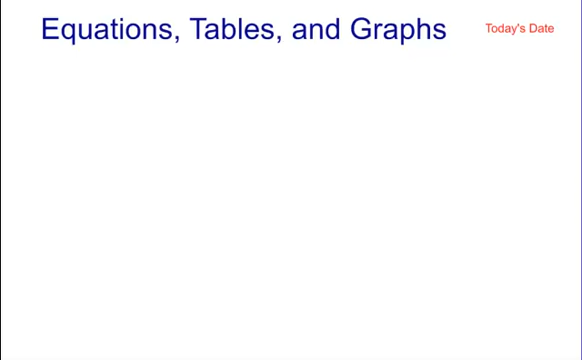 Equations, Tables, and Graphs
Today's Date